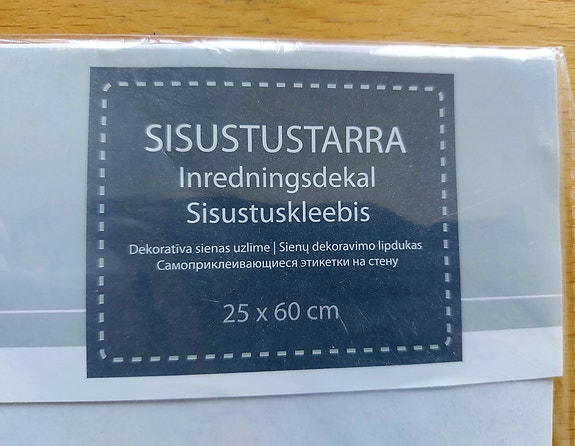 SISUSTUSTARRA
Inredningsdekal
Sisustuskleebis
Dekoratīva sienas uzlīme | Sienų dekoravimo lipdukas
Самоприклеивающиеся этикетки на стену
25 x 60 cm